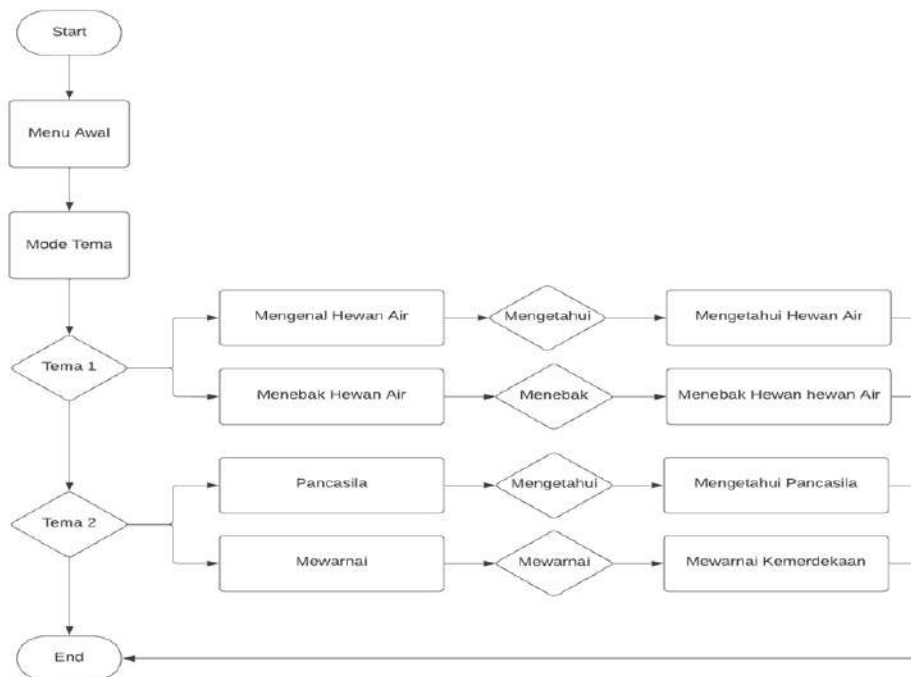 Start
Menu Awal
Mode Tema
Tema 1
Mengenal Hewan Air
Mengetahui
Mengetahui Hewan Air
Menebak Hewan Air
Menebak
Menebak Hewan hewan Air
Tema 2
Pancasila
Mengetahui
Mengetahui Pancasila
Mewarnai
Mewarnai
Mewarnai Kemerdekaan
End